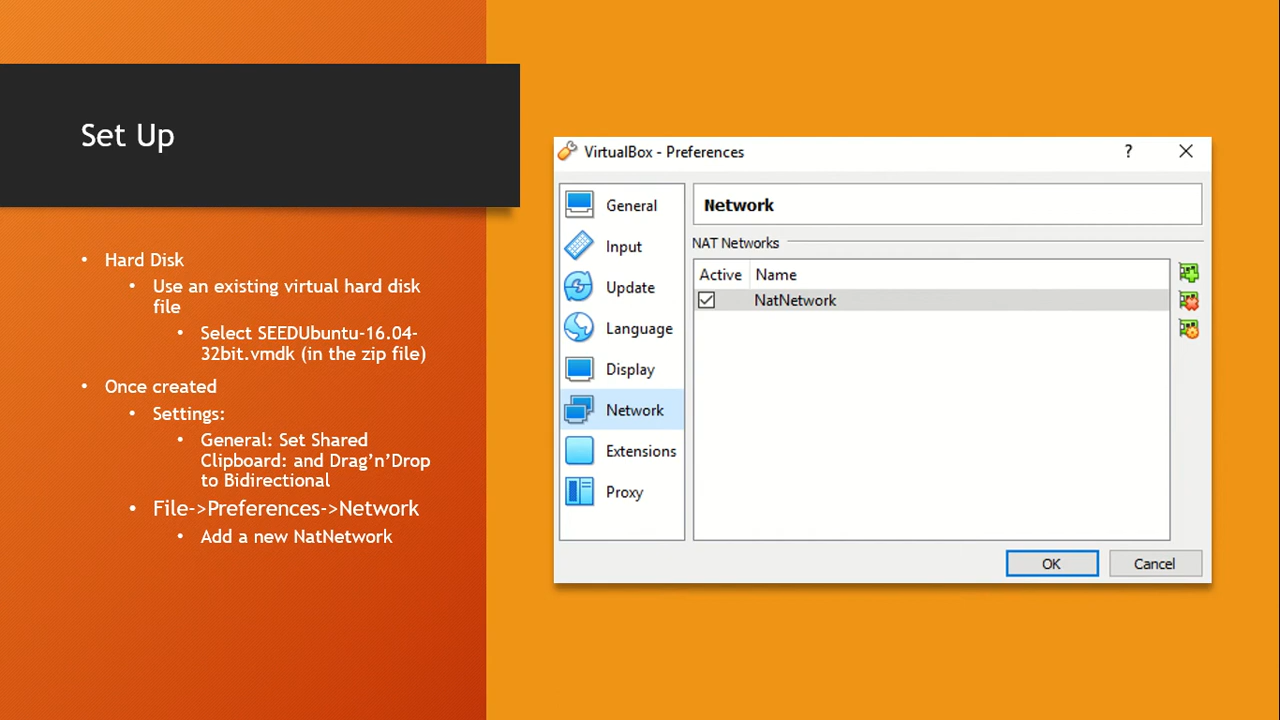 Set Up
• Hard Disk
• Use an existing virtual hard disk
file
• Select SEEDUbuntu-16.04-
32bit.vmdk (in the zip file)
• Once created
• Settings:
• General: Set Shared
Clipboard: and Drag’n’Drop
to Bidirectional
• File->Preferences->Network
• Add a new NatNetwork
VirtualBox - Preferences
?
General
Input
Update
Language
Display
Network
Extensions
Proxy
Network
NAT Networks
Active Name
NatNetwork
OK Cancel